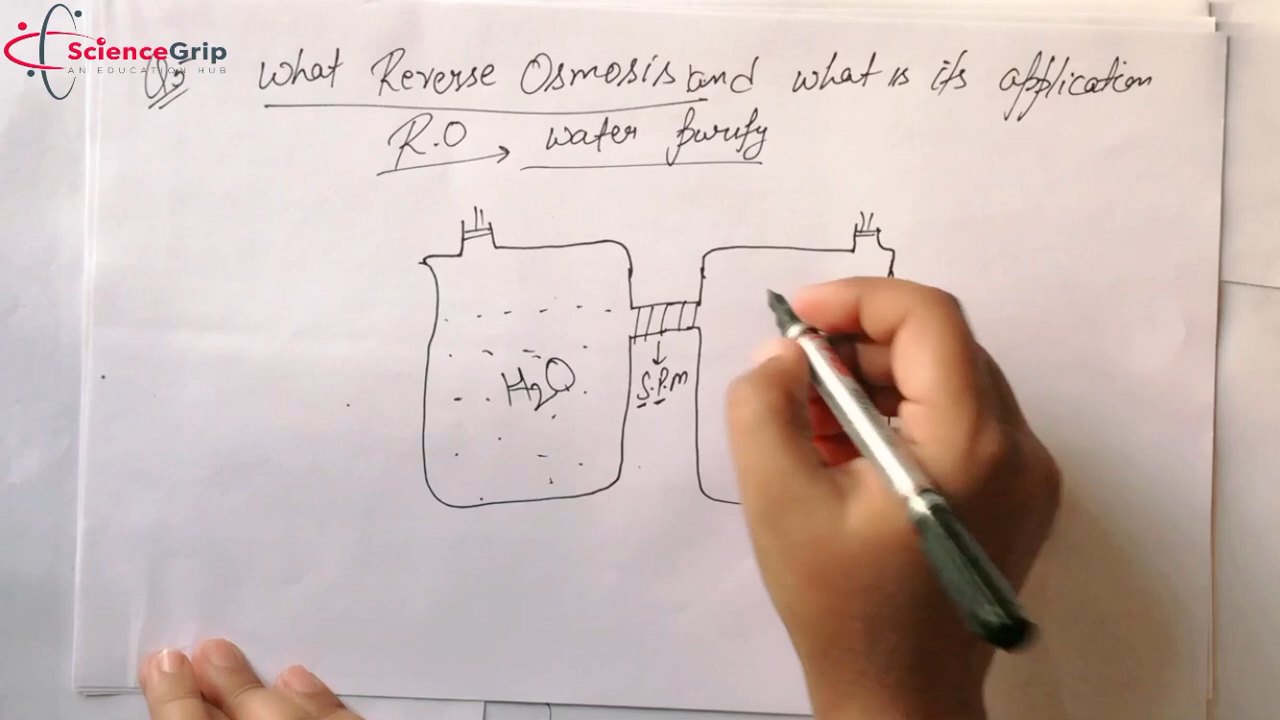 ScienceGrip
AN EDUCATION HUB
Q:
What Reverse Osmosis and what is its application
R.O → water purify
H₂O
S.P.m